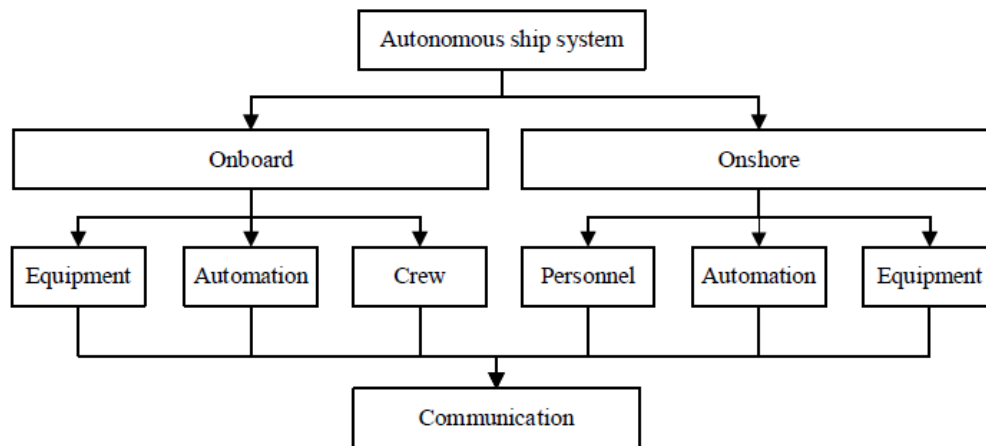 Autonomous ship system
Onboard
Onshore
Equipment
Automation
Crew
Personnel
Automation
Equipment
Communication